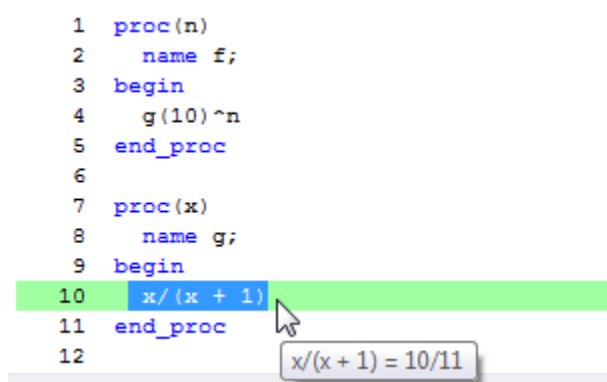 1 proc(n)
2 name f;
3 begin
4 g(10)^n
5 end_proc
6
7 proc(x)
8 name g;
9 begin
10 x/(x + 1)
11 end_proc
12
x/(x + 1) = 10/11